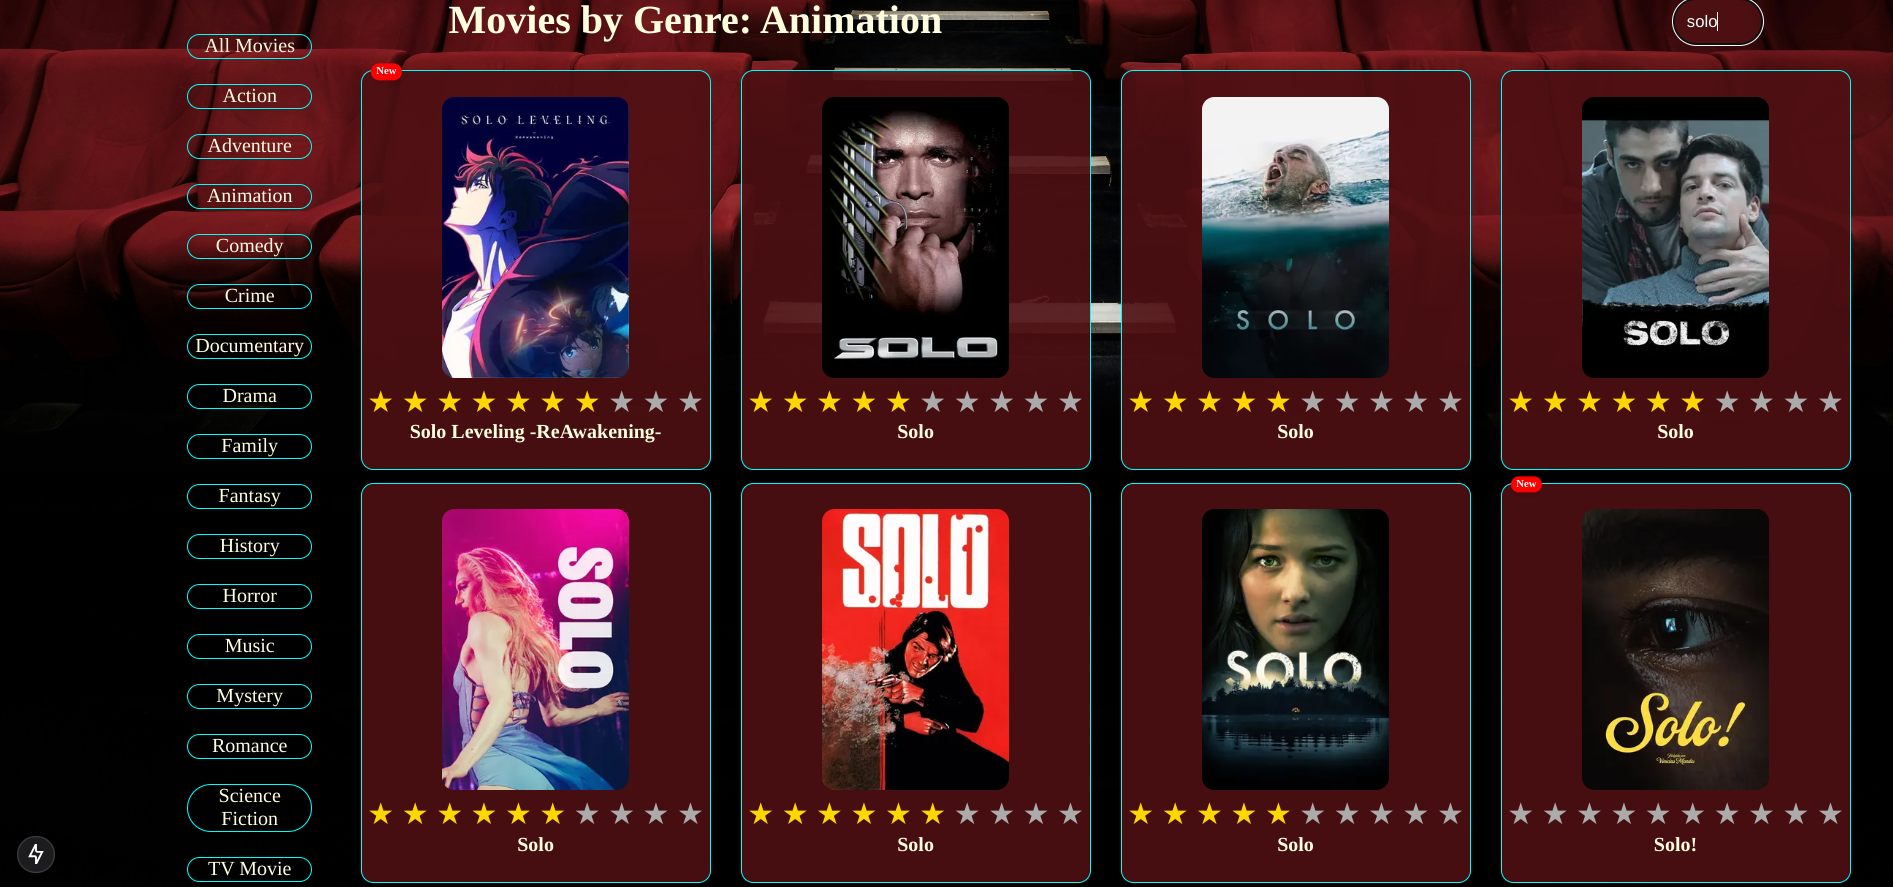 Movies by Genre: Animation
solo
All Movies
Action
Adventure
Animation
Comedy
Crime
Documentary
Drama
Family
Fantasy
History
Horror
Music
Mystery
Romance
Science
Fiction
TV Movie
New
SOLO LEVELING
ReAwakening
Solo Leveling -ReAwakening-
SOLO
Solo
SOLO
Solo
SOLO
Solo
SOLO
Solo
SOLO
Solo
SOLO
Solo
New
Solo!
Solo!